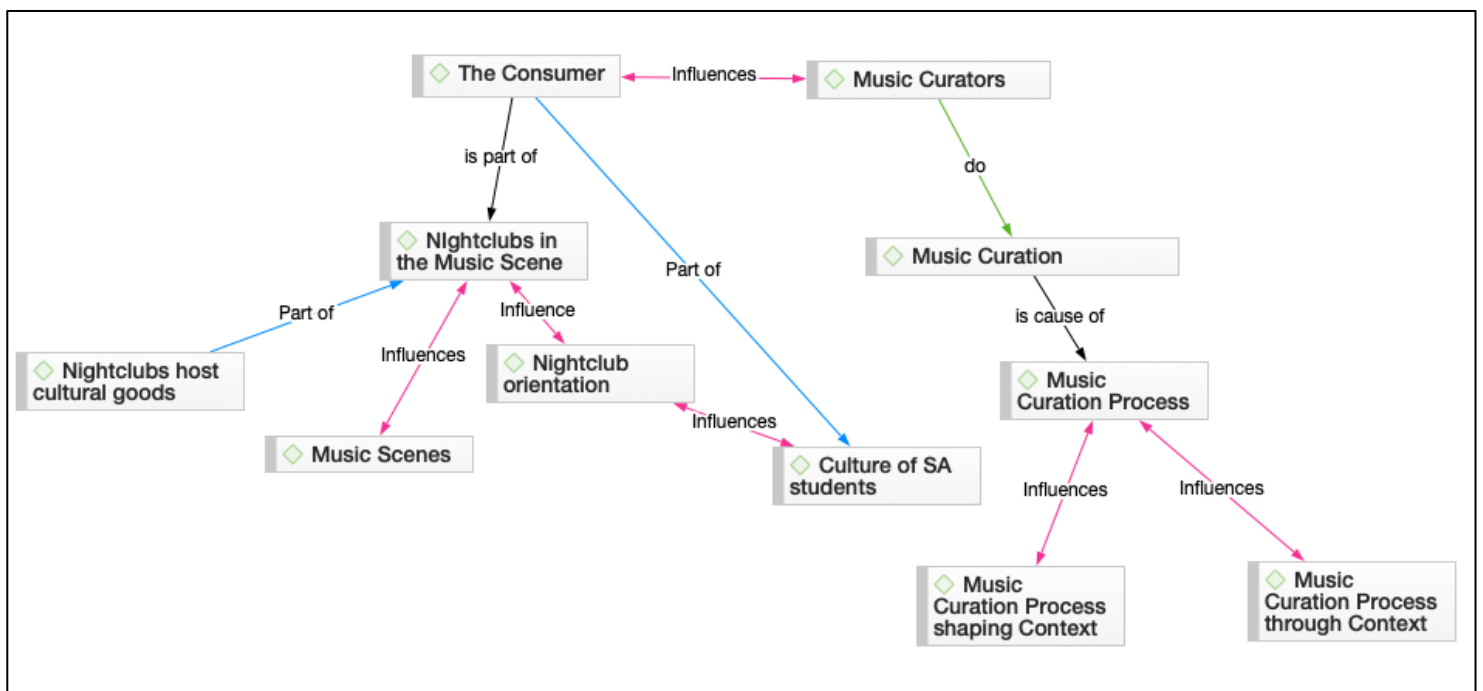 The Consumer
Influences
Music Curators
is part of
do
NIghtclubs in
the Music Scene
Part of
Music Curation
Part of
Influence
is cause of
Influences
Nightclubs host
cultural goods
Nightclub
orientation
Music
Curation Process
Influences
Music Scenes
Culture of SA
students
Influences
Influences
Music
Curation Process
shaping Context
Music
Curation Process
through Context